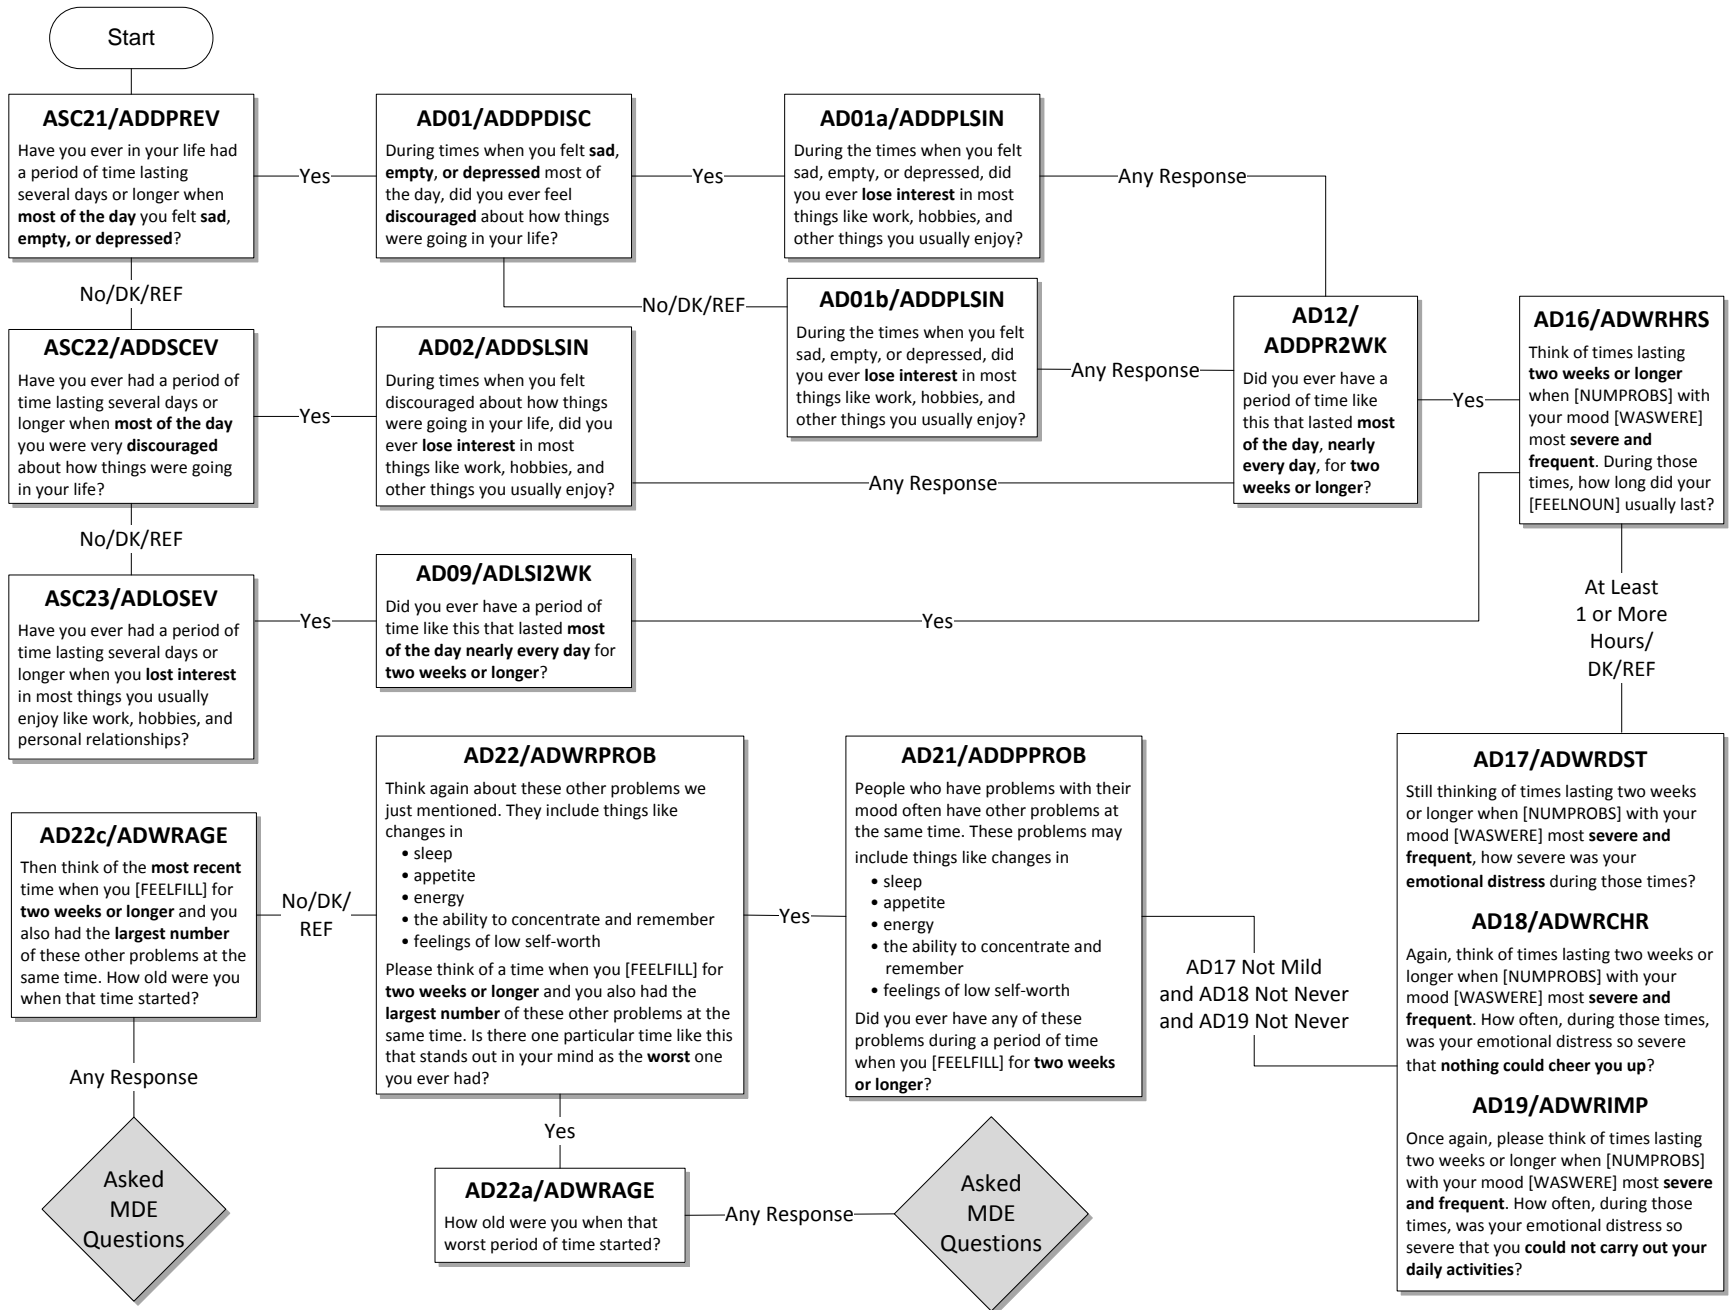 Start
ASC21/ADDPREV
Have you ever in your life had
a period of time lasting
several days or longer when
most of the day you felt sad,
empty, or depressed?
Yes
AD01/ADDPDISC
During times when you felt sad,
empty, or depressed most of
the day, did you ever feel
discouraged about how things
were going in your life?
Yes
AD01a/ADDPLSIN
During the times when you felt
sad, empty, or depressed, did
you ever lose interest in most
things like work, hobbies, and
other things you usually enjoy?
Any Response
No/DK/REF
No/DK/REF
AD01b/ADDPLSIN
During the times when you felt
sad, empty, or depressed, did
you ever lose interest in most
things like work, hobbies, and
other things you usually enjoy?
Any Response
ASC22/ADDSCEV
Have you ever had a period of
time lasting several days or
longer when most of the day
you were very discouraged
about how things were going
in your life?
Yes
AD02/ADDSLSIN
During times when you felt
discouraged about how things
were going in your life, did you
ever lose interest in most
things like work, hobbies, and
other things you usually enjoy?
Any Response
AD12/
ADDPR2WK
Did you ever have a
period of time like
this that lasted most
of the day, nearly
every day, for two
weeks or longer?
Yes
AD16/ADWRHRS
Think of times lasting
two weeks or longer
when [NUMPROBS] with
your mood [WASWERE]
most severe and
frequent. During those
times, how long did your
[FEELNOUN] usually last?
No/DK/REF
ASC23/ADLOSEV
Have you ever had a period of
time lasting several days or
longer when you lost interest
in most things you usually
enjoy like work, hobbies, and
personal relationships?
Yes
AD09/ADLSI2WK
Did you ever have a period of
time like this that lasted most
of the day nearly every day for
two weeks or longer?
Yes
At Least
1 or More
Hours/
DK/REF
AD17/ADWRDST
Still thinking of times lasting two weeks
or longer when [NUMPROBS] with your
mood [WASWERE] most severe and
frequent, how severe was your
emotional distress during those times?
AD18/ADWRCHR
Again, think of times lasting two weeks or
longer when [NUMPROBS] with your
mood [WASWERE] most severe and
frequent. How often, during those times,
was your emotional distress so severe
that nothing could cheer you up?
AD19/ADWRIMP
Once again, please think of times lasting
two weeks or longer when [NUMPROBS]
with your mood [WASWERE] most severe
and frequent. How often, during those
times, was your emotional distress so
severe that you could not carry out your
daily activities?
AD17 Not Mild
and AD18 Not Never
and AD19 Not Never
AD21/ADDPPROB
People who have problems with their
mood often have other problems at
the same time. These problems may
include things like changes in
• sleep
• appetite
• energy
• the ability to concentrate and
remember
• feelings of low self-worth
Did you ever have any of these
problems during a period of time
when you [FEELFILL] for two weeks
or longer?
Yes
AD22/ADWRPROB
Think again about these other problems we
just mentioned. They include things like
changes in
• sleep
• appetite
• energy
• the ability to concentrate and remember
• feelings of low self-worth
Please think of a time when you [FEELFILL] for
two weeks or longer and you also had the
largest number of these other problems at the
same time. Is there one particular time like this
that stands out in your mind as the worst one
you ever had?
No/DK/
REF
AD22c/ADWRAGE
Then think of the most recent
time when you [FEELFILL] for
two weeks or longer and you
also had the largest number
of these other problems at the
same time. How old were you
when that time started?
Any Response
Asked
MDE
Questions
Yes
AD22a/ADWRAGE
How old were you when that
worst period of time started?
Any Response
Asked
MDE
Questions